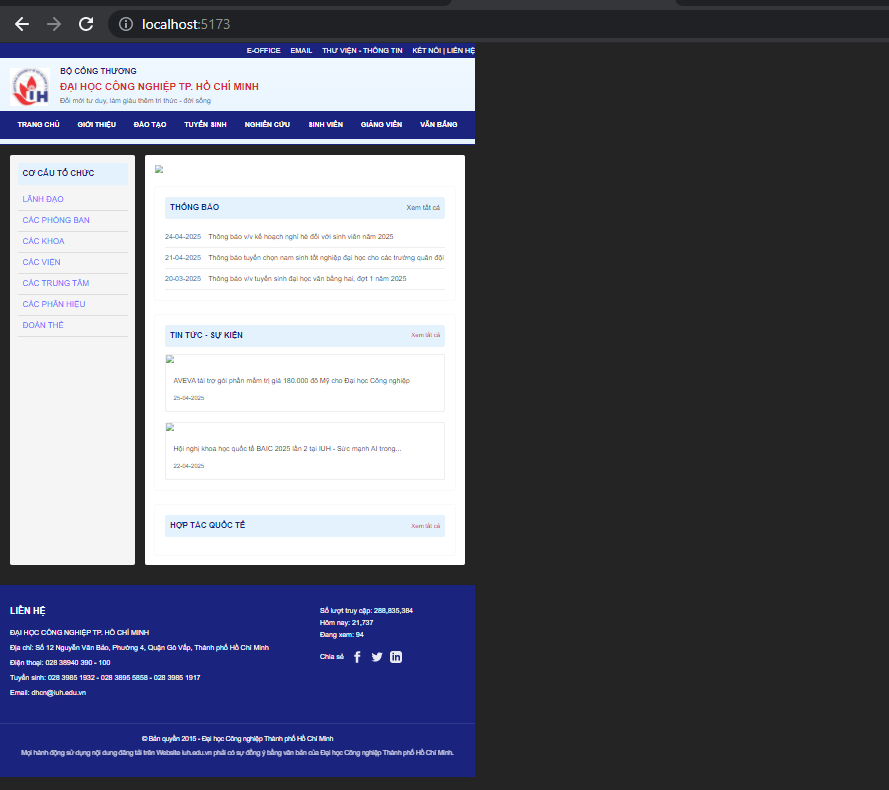 localhost:5173
E-OFFICE EMAIL THƯ VIỆN - THÔNG TIN KẾT NỐI | LIÊN HỆ
IUH
BỘ CÔNG THƯƠNG
ĐẠI HỌC CÔNG NGHIỆP TP. HỒ CHÍ MINH
Đổi mới tư duy, làm giàu thêm tri thức - đời sống
TRANG CHỦ GIỚI THIỆU ĐÀO TẠO TUYỂN SINH NGHIÊN CỨU SINH VIÊN GIẢNG VIÊN VĂN BẰNG
CƠ CẤU TỔ CHỨC
LÃNH ĐẠO
CÁC PHÒNG BAN
CÁC KHOA
CÁC VIỆN
CÁC TRUNG TÂM
CÁC PHÂN HIỆU
ĐOÀN THỂ
THÔNG BÁO Xem tất cả
24-04-2025 Thông báo v/v kế hoạch nghỉ hè đối với sinh viên năm 2025
21-04-2025 Thông báo tuyển chọn nam sinh tốt nghiệp đại học cho các trường quân đội
20-03-2025 Thông báo v/v tuyển sinh đại học văn bằng hai, đợt 1 năm 2025
TIN TỨC - SỰ KIỆN Xem tất cả
AVEVA tài trợ gói phần mềm trị giá 180.000 đô Mỹ cho Đại học Công nghiệp
25-04-2025
Hội nghị khoa học quốc tế BAIC 2025 lần 2 tại IUH - Sức mạnh AI trong...
22-04-2025
HỢP TÁC QUỐC TẾ Xem tất cả
LIÊN HỆ
ĐẠI HỌC CÔNG NGHIỆP TP. HỒ CHÍ MINH
Địa chỉ: Số 12 Nguyễn Văn Bảo, Phường 4, Quận Gò Vấp, Thành phố Hồ Chí Minh
Điện thoại: 028 38940 390 - 100
Tuyển sinh: 028 3985 1932 - 028 3895 5858 - 028 3985 1917
Email: dhcn@iuh.edu.vn
Số lượt truy cập: 288,835,384
Hôm nay: 21,737
Đang xem: 94
Chia sẻ
© Bản quyền 2015 - Đại học Công nghiệp Thành phố Hồ Chí Minh
Mọi hành động sử dụng nội dung đăng tải trên Website iuh.edu.vn phải có sự đồng ý bằng văn bản của Đại học Công nghiệp Thành phố Hồ Chí Minh.